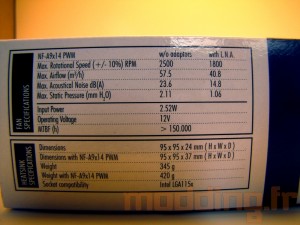 NF-A9x14 PWM w/o adaptors with L.N.A.
Max. Rotational Speed (+/- 10%) RPM 2500 1800
Max. Airflow (m³/h) 57.5 40.8
Max. Acoustical Noise dB(A) 23.6 14.8
Max. Static Pressure (mm H₂O) 2.11 1.06
Input Power 2.52W
Operating Voltage 12V
MTBF (h) > 150.000
FAN SPECIFICATIONS
Dimensions 95 x 95 x 24 mm ( H x W x D )
Dimensions with NF-A9x14 PWM 95 x 95 x 37 mm ( H x W x D )
Weight 345 g
Weight with NF-A9x14 PWM 420 g
Socket compatibility Intel LGA115x
HEATSINK SPECIFICATIONS
modding.fr